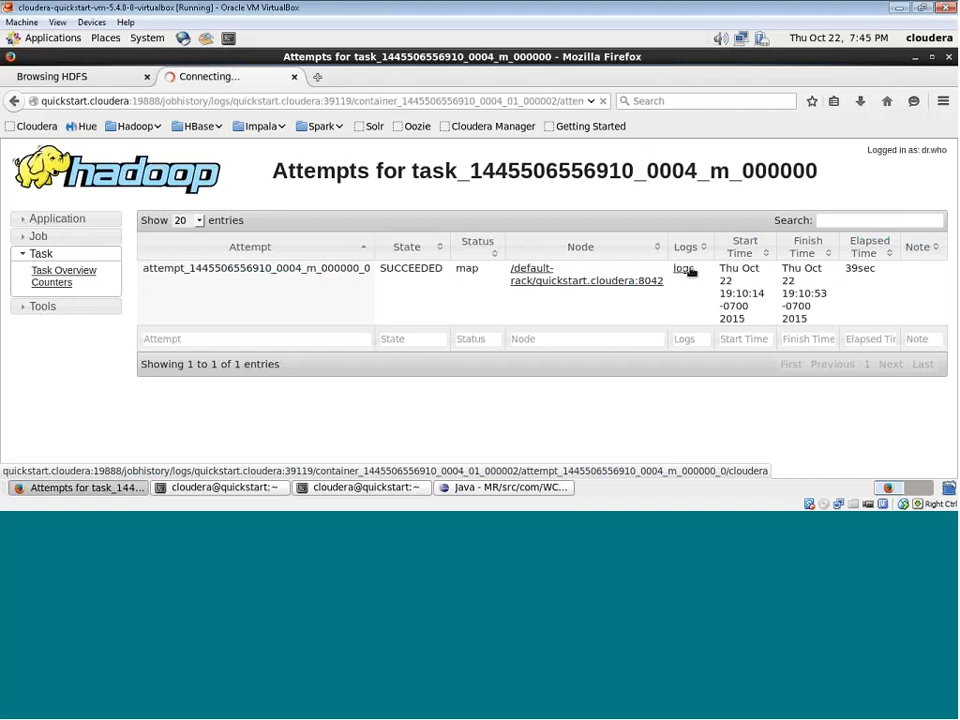 cloudera-quickstart-vm-5.4.0-0-virtualbox [Running] - Oracle VM VirtualBox
Machine View Devices Help
Applications Places System Thu Oct 22, 7:45 PM cloudera
Attempts for task_1445506556910_0004_m_000000 - Mozilla Firefox
Browsing HDFS Connecting...
quickstart.cloudera:19888/jobhistory/logs/quickstart.cloudera:39119/container_1445506556910_0004_01_000002/atten Search
Cloudera Hue Hadoop HBase Impala Spark Solr Oozie Cloudera Manager Getting Started
Logged in as: dr.who
hadoop Attempts for task_1445506556910_0004_m_000000
Application
Job
Task
Task Overview
Counters
Tools
Show 20 entries Search:
Attempt State Status Node Logs Start Time Finish Time Elapsed Time Note
attempt_1445506556910_0004_m_000000_0 SUCCEEDED map /default-rack/quickstart.cloudera:8042 logs Thu Oct 22 19:10:14 -0700 2015 Thu Oct 22 19:10:53 -0700 2015 39sec
Attempt State Status Node Logs Start Time Finish Time Elapsed Ti Note
Showing 1 to 1 of 1 entries First Previous 1 Next Last
quickstart.cloudera:19888/jobhistory/logs/quickstart.cloudera:39119/container_1445506556910_0004_01_000002/attempt_1445506556910_0004_m_000000_0/cloudera
Attempts for task_144... cloudera@quickstart:~ cloudera@quickstart:~ Java - MR/src/com/WC...
Right Ctrl